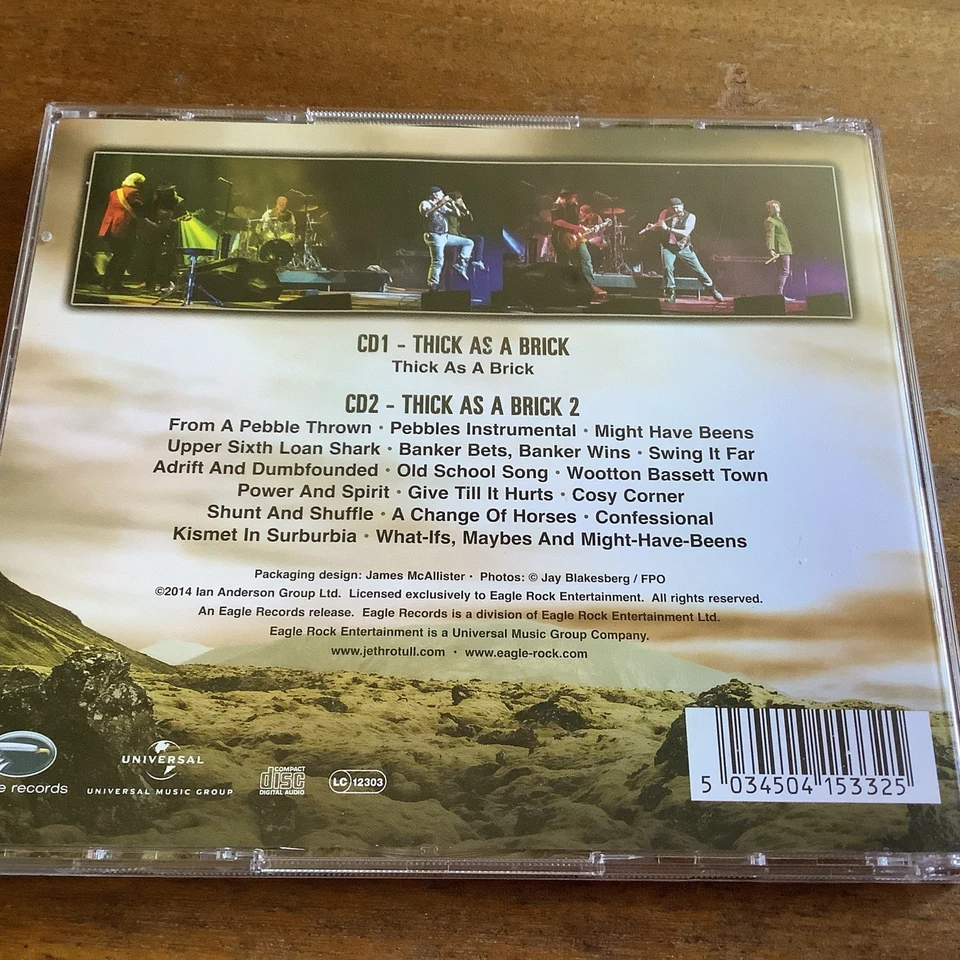 CD1 - THICK AS A BRICK
Thick As A Brick
CD2 - THICK AS A BRICK 2
From A Pebble Thrown • Pebbles Instrumental • Might Have Beens
Upper Sixth Loan Shark • Banker Bets, Banker Wins • Swing It Far
Adrift And Dumbfounded • Old School Song • Wootton Bassett Town
Power And Spirit • Give Till It Hurts • Cosy Corner
Shunt And Shuffle • A Change Of Horses • Confessional
Kismet In Surburbia • What-Ifs, Maybes And Might-Have-Beens
Packaging design: James McAllister • Photos: © Jay Blakesberg / FPO
©2014 Ian Anderson Group Ltd. Licensed exclusively to Eagle Rock Entertainment. All rights reserved.
An Eagle Records release. Eagle Records is a division of Eagle Rock Entertainment Ltd.
Eagle Rock Entertainment is a Universal Music Group Company.
www.jethrotull.com • www.eagle-rock.com
e records
UNIVERSAL
UNIVERSAL MUSIC GROUP
COMPACT
disc
DIGITAL AUDIO
LC 12303
5 034504 153325